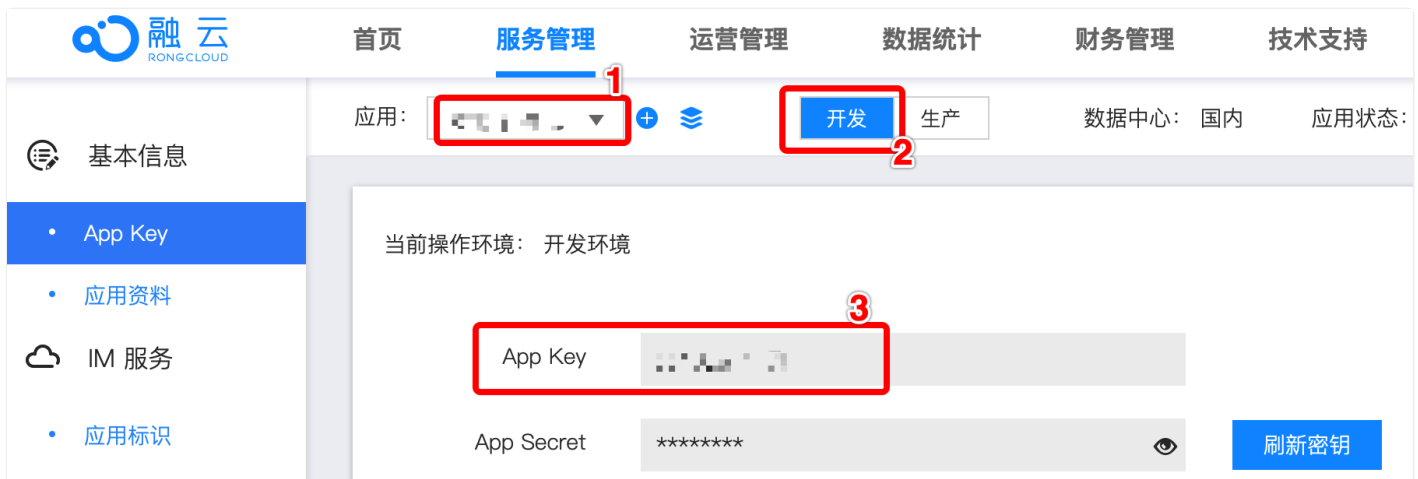 融云
RONGCLOUD
首页 服务管理 运营管理 数据统计 财务管理 技术支持
1
应用：
开发 生产
数据中心： 国内 应用状态：
2
基本信息
App Key
应用资料
IM 服务
应用标识
当前操作环境： 开发环境
3
App Key
App Secret ********
刷新密钥